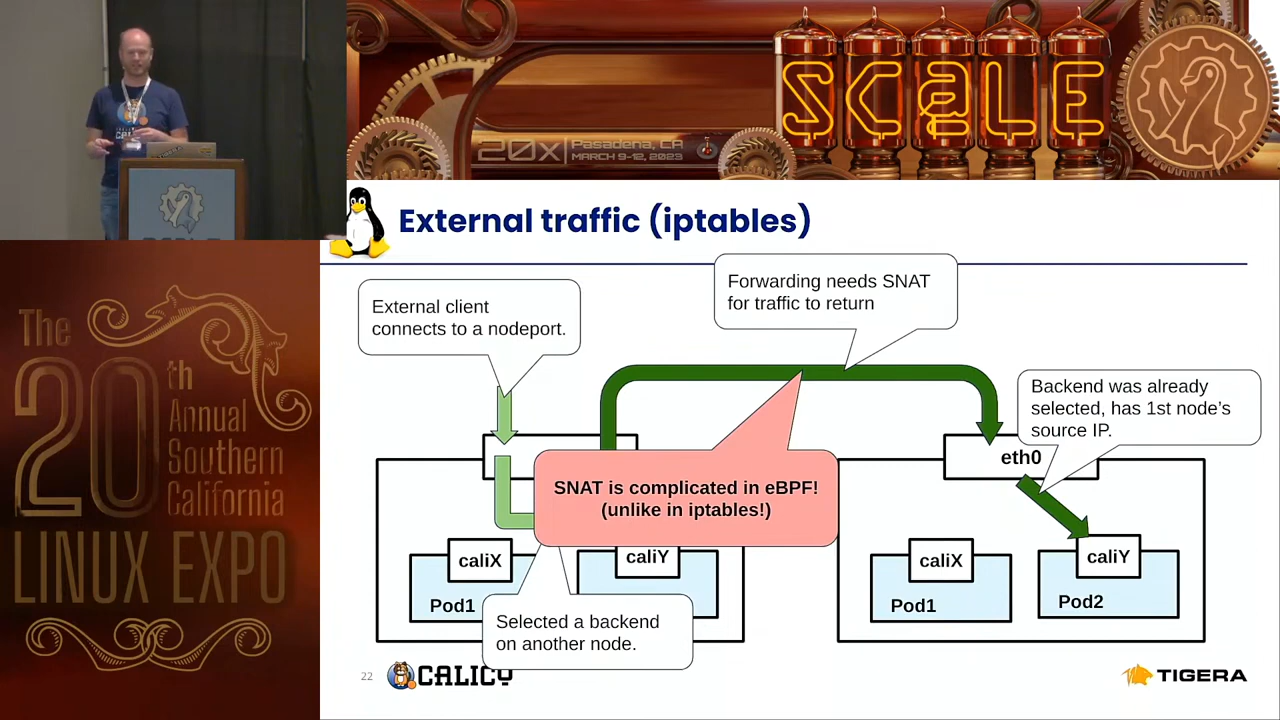 SCaLE
20x
Pasadena, CA
MARCH 9-12, 2023
The
20th
Annual
Southern
California
LINUX EXPO
External traffic (iptables)
External client
connects to a nodeport.
Forwarding needs SNAT
for traffic to return
Backend was already
selected, has 1st node’s
source IP.
eth0
SNAT is complicated in eBPF!
(unlike in iptables!)
caliX
Pod1
caliY
caliX
Pod1
caliY
Pod2
Selected a backend
on another node.
22
CALICO
TIGERA